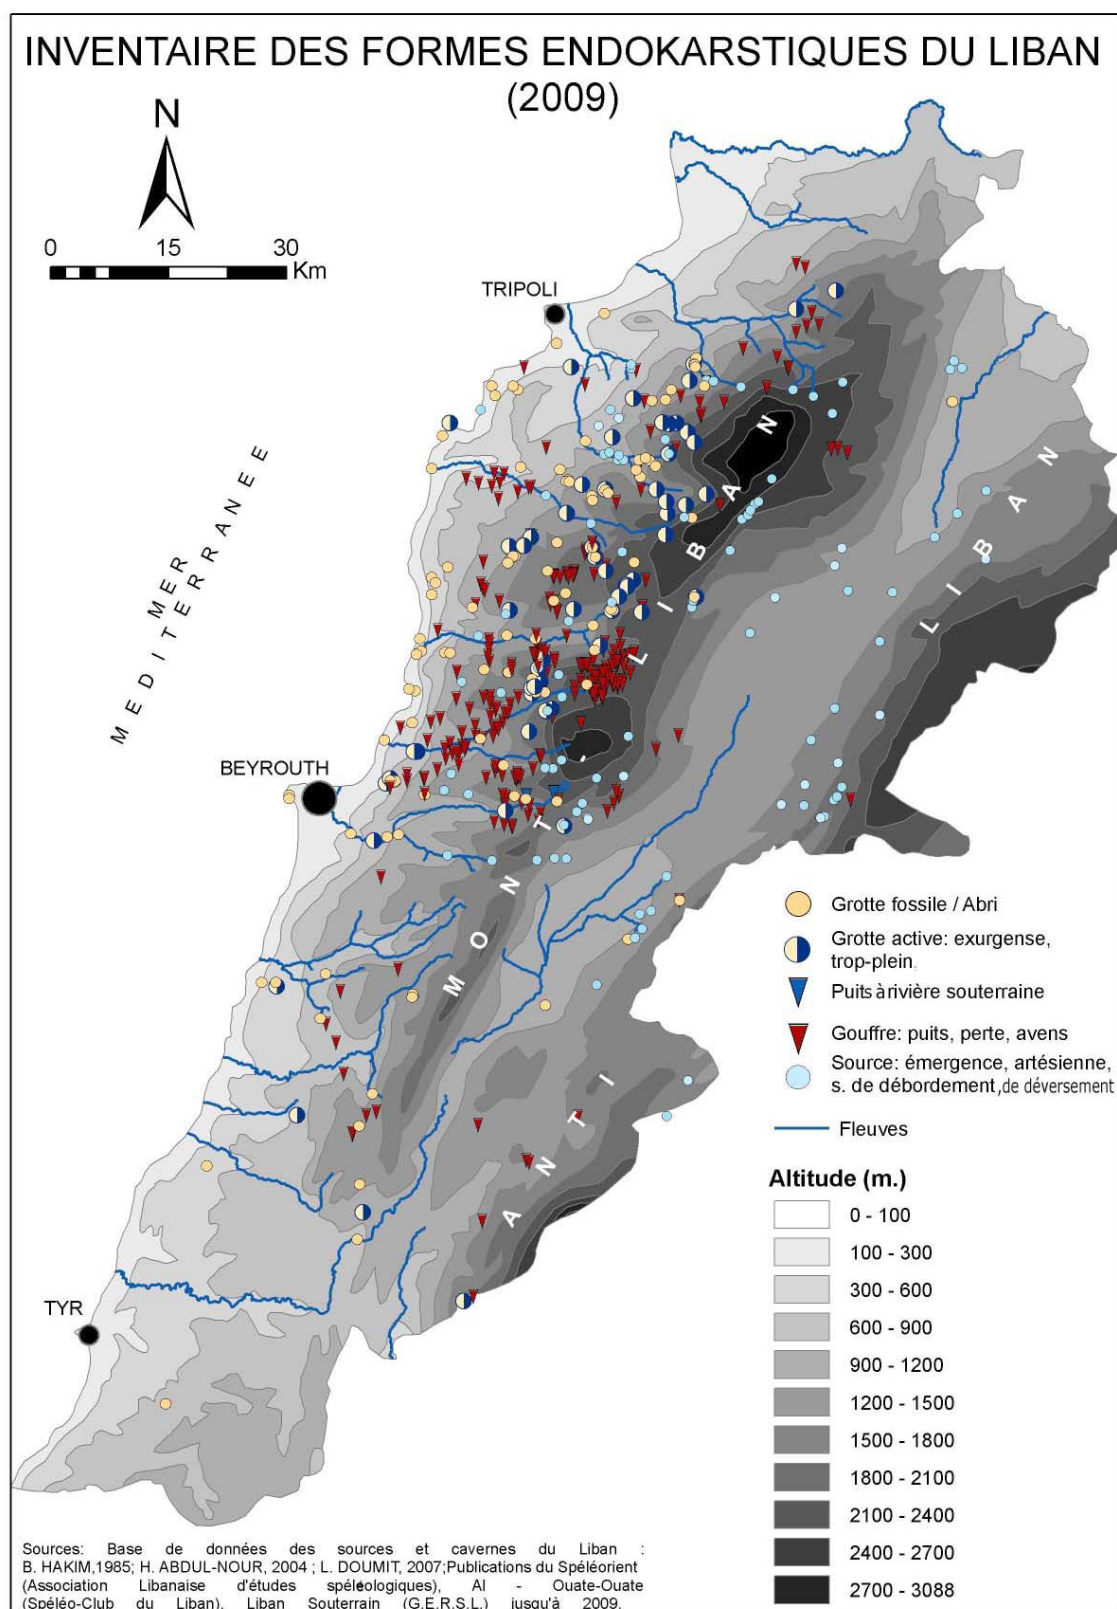 INVENTAIRE DES FORMES ENDOKARSTIQUES DU LIBAN
(2009)
N
0 15 30
Km
TRIPOLI
MER
MEDITERRANEE
BEYROUTH
TYR
MONT - LIBAN
ANTI LIBAN
Grotte fossile / Abri
Grotte active: exurgense,
trop-plein
Puits à rivière souterraine
Gouffre: puits, perte, avens
Source: émergence, artésienne,
s. de débordement, de déversement
Fleuves
Altitude (m.)
0 - 100
100 - 300
300 - 600
600 - 900
900 - 1200
1200 - 1500
1500 - 1800
1800 - 2100
2100 - 2400
2400 - 2700
2700 - 3088
Sources: Base de données des sources et cavernes du Liban :
B. HAKIM,1985; H. ABDUL-NOUR, 2004 ; L. DOUMIT, 2007;Publications du Spéléorient
(Association Libanaise d'études spéléologiques), Al - Ouate-Ouate
(Spéléo-Club du Liban), Liban Souterrain (G.E.R.S.L.) jusqu'à 2009.